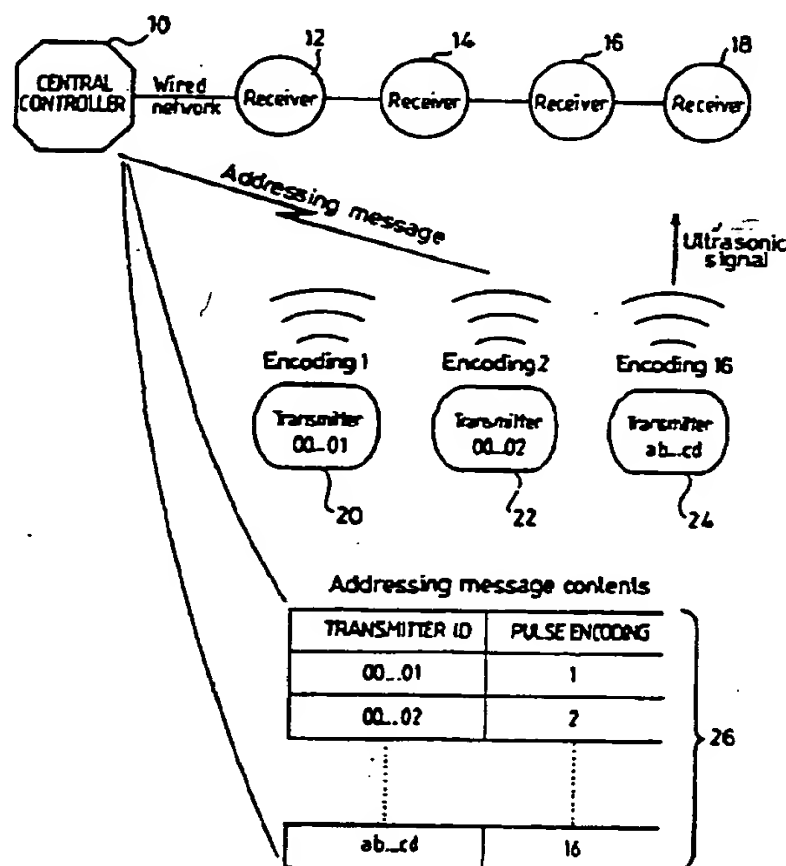 10
12
14
16
18
CENTRAL
CONTROLLER
Wired
network
Receiver
Receiver
Receiver
Receiver
Addressing message
Ultrasonic
signal
Encoding 1
Encoding 2
Encoding 16
Transmitter
00...01
Transmitter
00...02
Transmitter
ab...cd
20
22
24
Addressing message contents
TRANSMITTER ID PULSE ENCODING
00...01 1
00...02 2
ab...cd 16
26